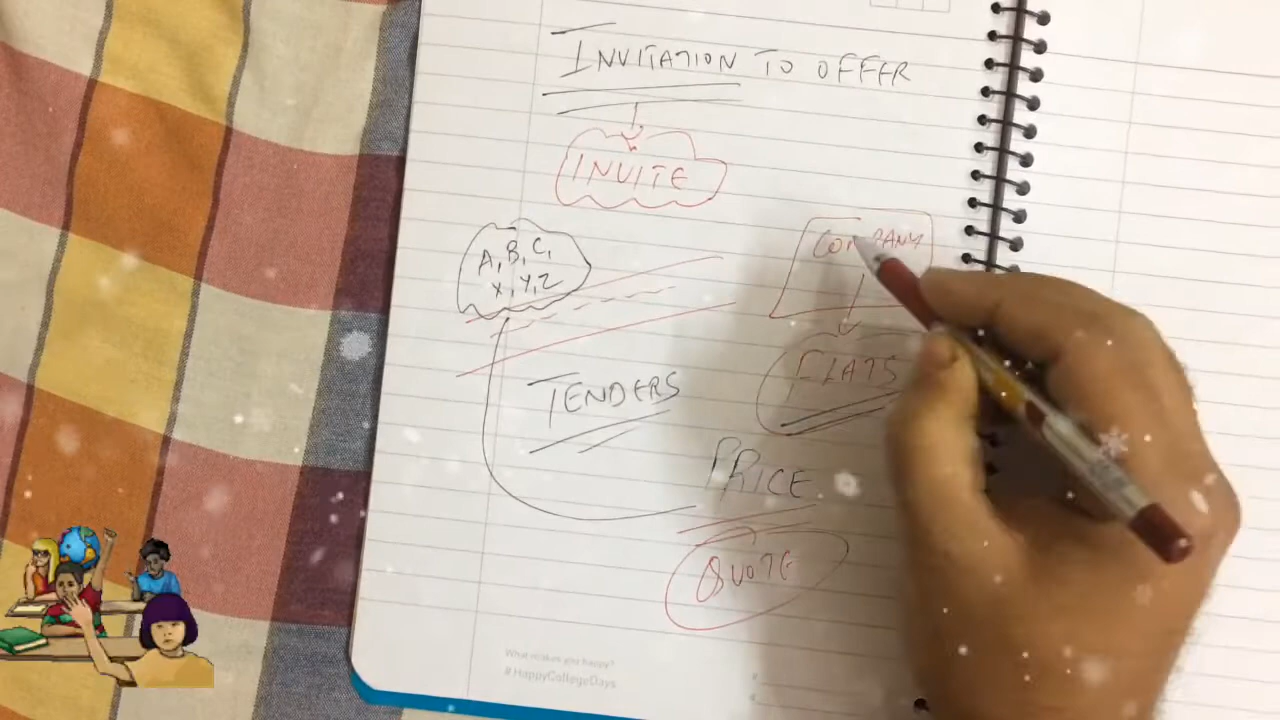 INVITATION TO OFFER
INVITE
COMPANY
A, B, C,
X, Y, Z
FLATS
TENDERS
PRICE
QUOTE
What makes you happy?
#HappyCollegeDays